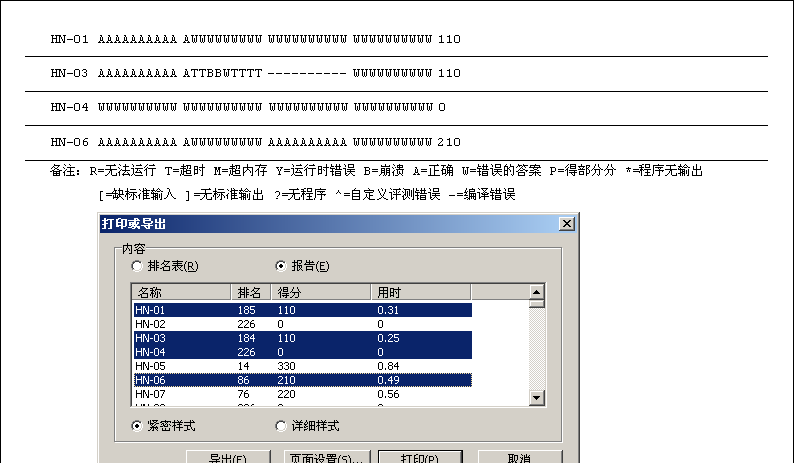 HN-01 AAAAAAAAAA AWWWWWWWWW WWWWWWWWWW WWWWWWWWWW 110
HN-03 AAAAAAAAAA ATTBBWTTTT ---------- WWWWWWWWWW 110
HN-04 WWWWWWWWWW WWWWWWWWWW WWWWWWWWWW WWWWWWWWWW 0
HN-06 AAAAAAAAAA AWWWWWWWWW AAAAAAAAAA WWWWWWWWWW 210
备注: R=无法运行 T=超时 M=超内存 Y=运行时错误 B=崩溃 A=正确 W=错误的答案 P=得部分分 *=程序无输出
[=缺标准输入 ]=无标准输出 ?=无程序 ^=自定义评测错误 -=编译错误
打印或导出
内容
排名表(R) 报告(E)
名称 排名 得分 用时
HN-01 185 110 0.31
HN-02 226 0 0
HN-03 184 110 0.25
HN-04 226 0 0
HN-05 14 330 0.84
HN-06 86 210 0.49
HN-07 76 220 0.56
紧密样式 详细样式
导出(E) 页面设置(S)... 打印(P) 取消